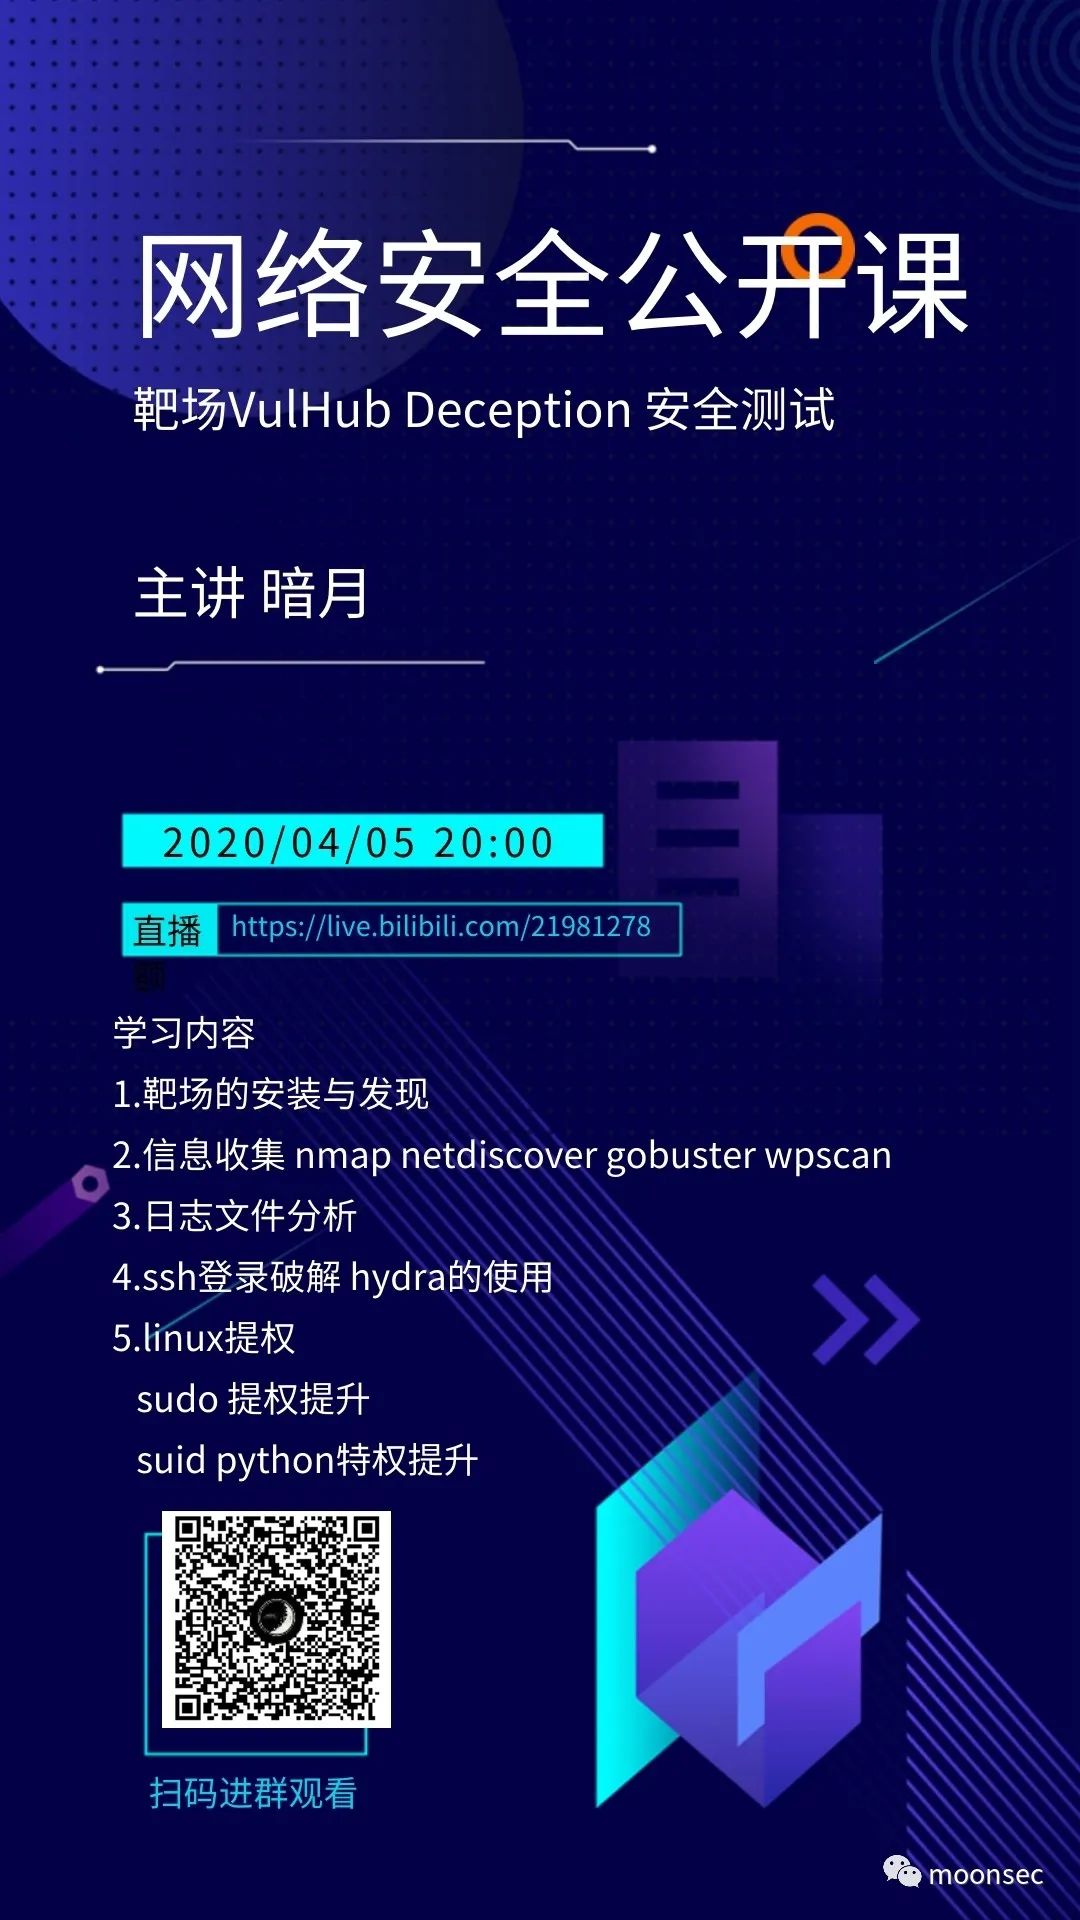 网络安全公开课
靶场VulHub Deception 安全测试
主讲 暗月
2020/04/05 20:00
直播 https://live.bilibili.com/21981278
学习内容
1.靶场的安装与发现
2.信息收集 nmap netdiscover gobuster wpscan
3.日志文件分析
4.ssh登录破解 hydra的使用
5.linux提权
sudo 提权提升
suid python特权提升
扫码进群观看
moonsec